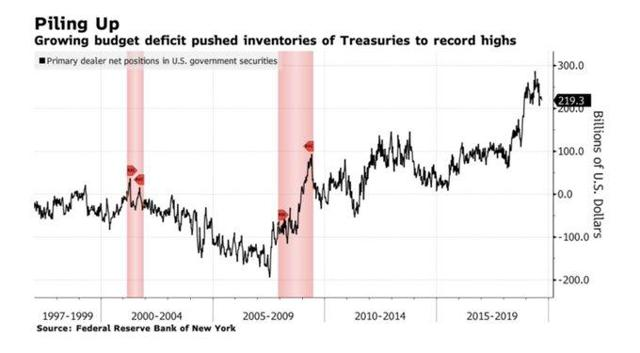 Piling Up
Growing budget deficit pushed inventories of Treasuries to record highs
Primary dealer net positions in U.S. government securities
300.0
219.3
200.0
100.0
0.0
-100.0
-200.0
Billions of U.S. Dollars
1997-1999 2000-2004 2005-2009 2010-2014 2015-2019
Source: Federal Reserve Bank of New York